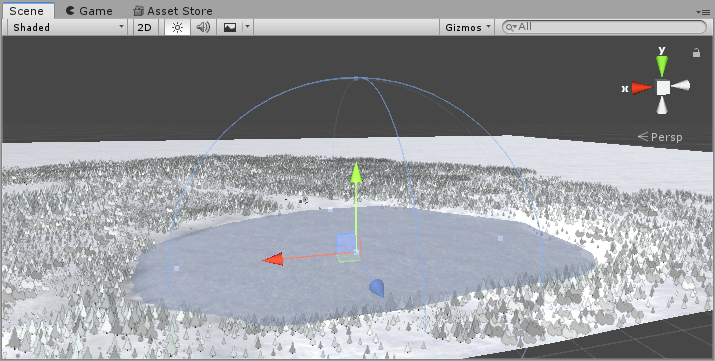 Scene Game Asset Store
Shaded 2D Gizmos All
y
x
Persp